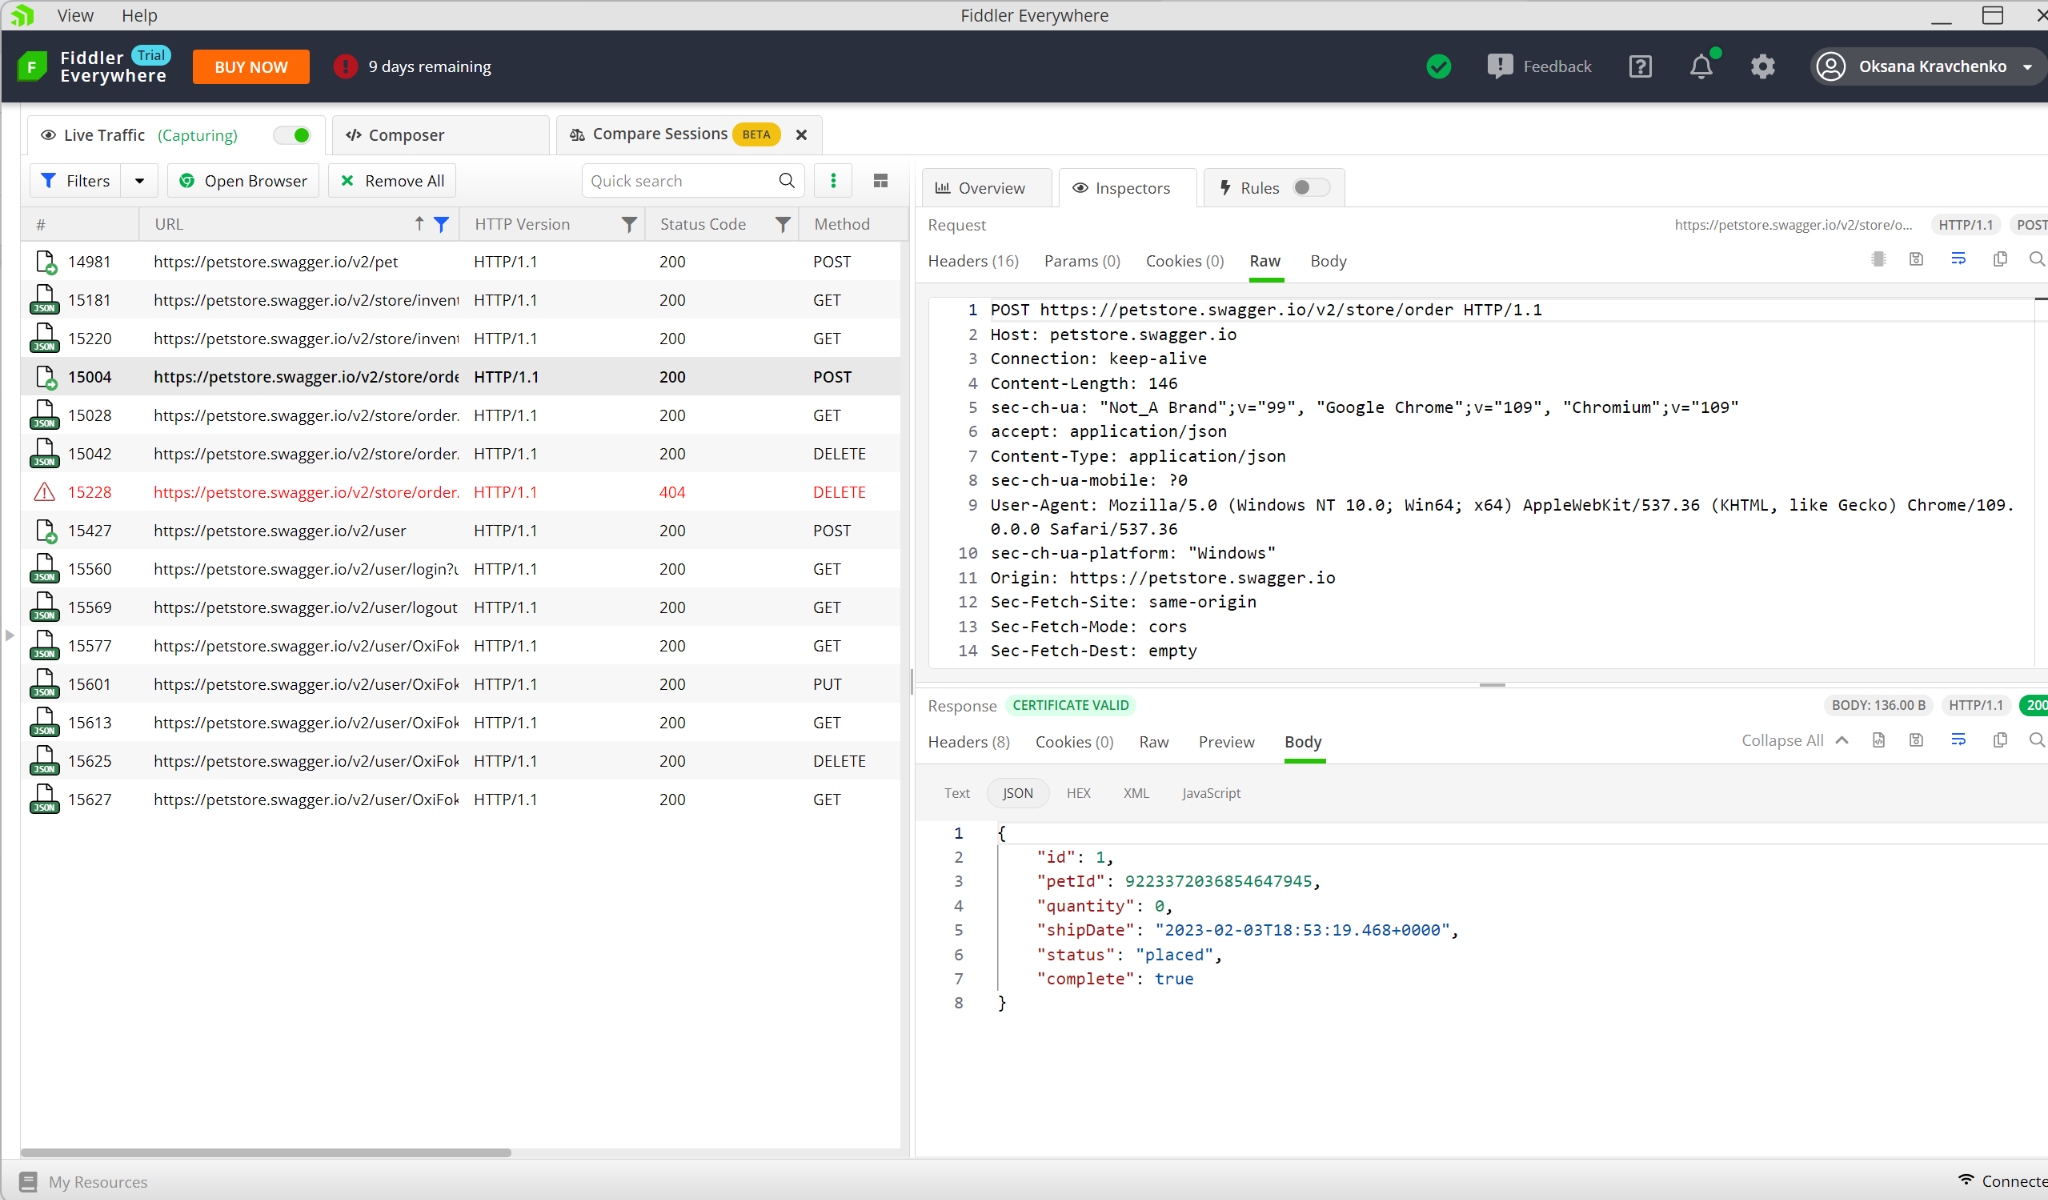 View Help Fiddler Everywhere
Fiddler Trial
Everywhere
BUY NOW
9 days remaining
Feedback
Oksana Kravchenko
Live Traffic (Capturing)
Composer
Compare Sessions BETA
Filters Open Browser Remove All Quick search
# URL HTTP Version Status Code Method
14981 https://petstore.swagger.io/v2/pet HTTP/1.1 200 POST
JSON 15181 https://petstore.swagger.io/v2/store/invent HTTP/1.1 200 GET
JSON 15220 https://petstore.swagger.io/v2/store/invent HTTP/1.1 200 GET
15004 https://petstore.swagger.io/v2/store/orde HTTP/1.1 200 POST
JSON 15028 https://petstore.swagger.io/v2/store/order. HTTP/1.1 200 GET
JSON 15042 https://petstore.swagger.io/v2/store/order. HTTP/1.1 200 DELETE
15228 https://petstore.swagger.io/v2/store/order. HTTP/1.1 404 DELETE
15427 https://petstore.swagger.io/v2/user HTTP/1.1 200 POST
JSON 15560 https://petstore.swagger.io/v2/user/login?u HTTP/1.1 200 GET
JSON 15569 https://petstore.swagger.io/v2/user/logout HTTP/1.1 200 GET
JSON 15577 https://petstore.swagger.io/v2/user/OxiFok HTTP/1.1 200 GET
JSON 15601 https://petstore.swagger.io/v2/user/OxiFok HTTP/1.1 200 PUT
JSON 15613 https://petstore.swagger.io/v2/user/OxiFok HTTP/1.1 200 GET
JSON 15625 https://petstore.swagger.io/v2/user/OxiFok HTTP/1.1 200 DELETE
JSON 15627 https://petstore.swagger.io/v2/user/OxiFok HTTP/1.1 200 GET
Overview Inspectors Rules
Request https://petstore.swagger.io/v2/store/o... HTTP/1.1 POST
Headers (16) Params (0) Cookies (0) Raw Body
1 POST https://petstore.swagger.io/v2/store/order HTTP/1.1
2 Host: petstore.swagger.io
3 Connection: keep-alive
4 Content-Length: 146
5 sec-ch-ua: "Not_A Brand";v="99", "Google Chrome";v="109", "Chromium";v="109"
6 accept: application/json
7 Content-Type: application/json
8 sec-ch-ua-mobile: ?0
9 User-Agent: Mozilla/5.0 (Windows NT 10.0; Win64; x64) AppleWebKit/537.36 (KHTML, like Gecko) Chrome/109.
0.0.0 Safari/537.36
10 sec-ch-ua-platform: "Windows"
11 Origin: https://petstore.swagger.io
12 Sec-Fetch-Site: same-origin
13 Sec-Fetch-Mode: cors
14 Sec-Fetch-Dest: empty
Response CERTIFICATE VALID BODY: 136.00 B HTTP/1.1 200
Headers (8) Cookies (0) Raw Preview Body Collapse All
Text JSON HEX XML JavaScript
1 {
2 "id": 1,
3 "petId": 9223372036854647945,
4 "quantity": 0,
5 "shipDate": "2023-02-03T18:53:19.468+0000",
6 "status": "placed",
7 "complete": true
8 }
My Resources Connecte